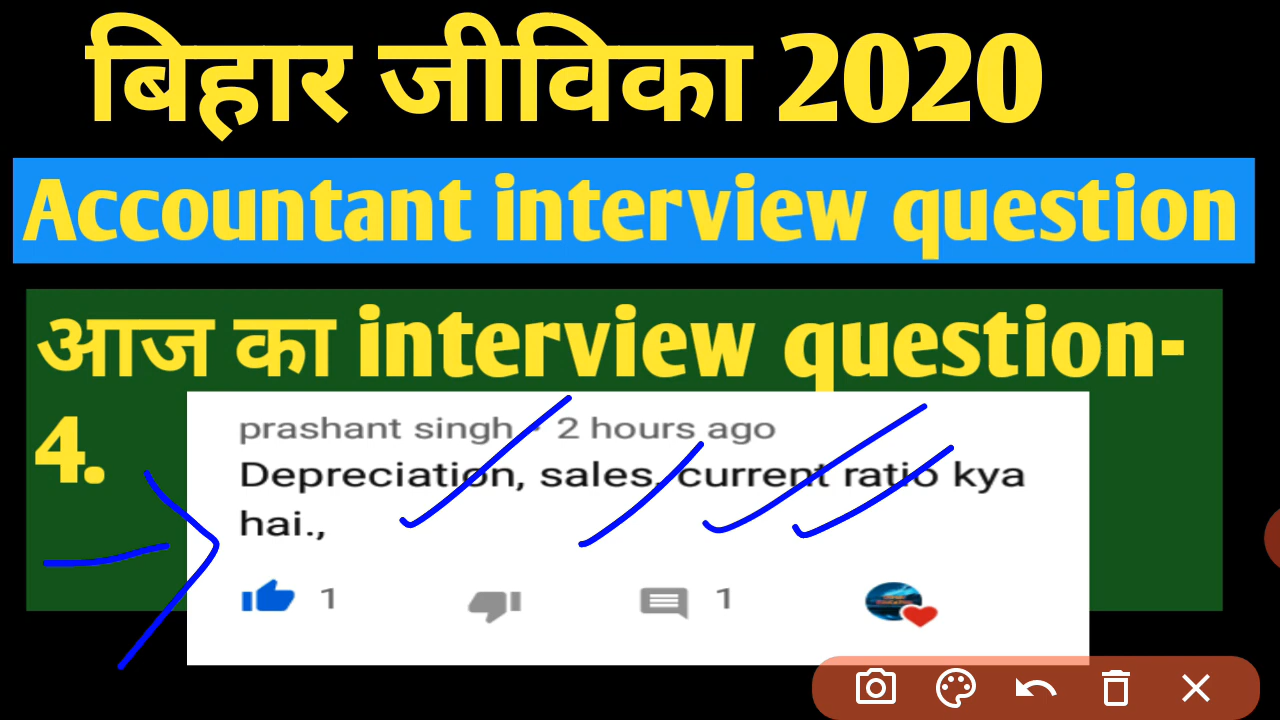 बिहार जीविका 2020
Accountant interview question
आज का interview question-
4.
prashant singh · 2 hours ago
Depreciation, sales, current ratio kya
hai.,
1
1